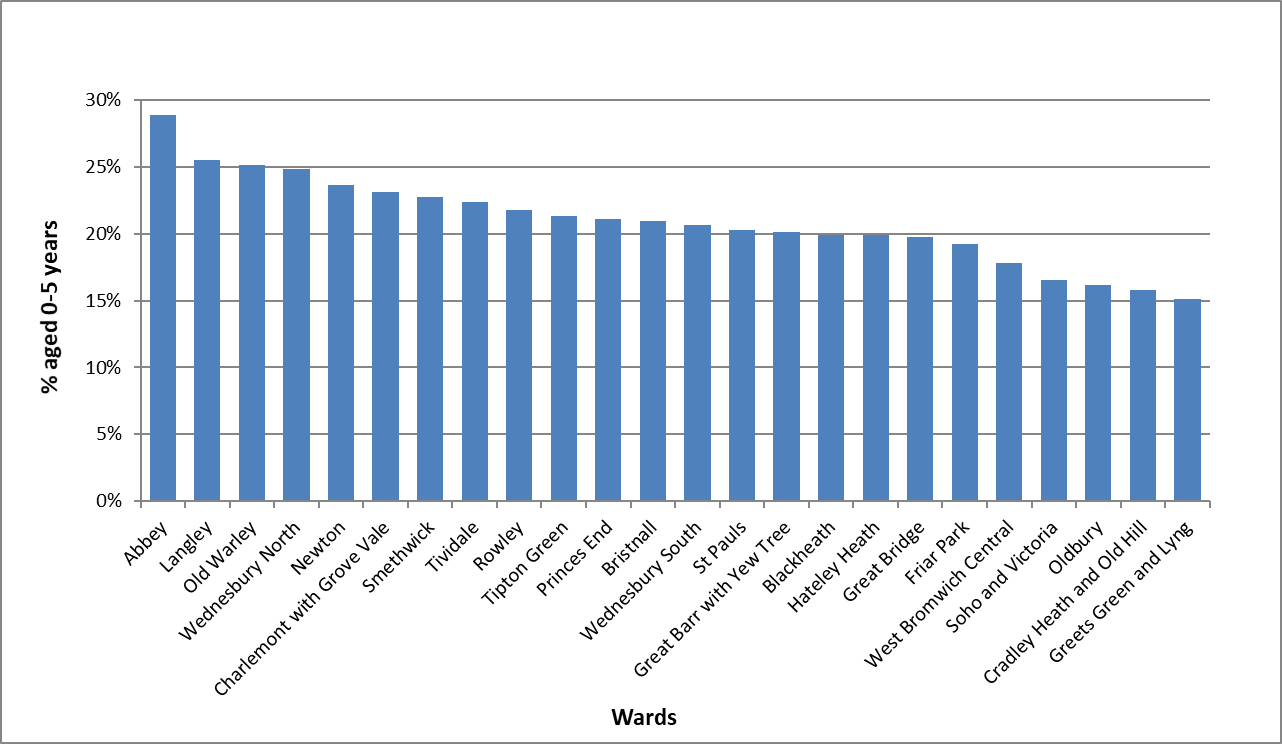 30%
25%
20%
15%
10%
5%
0%
% aged 0-5 years
Abbey
Langley
Old Warley
Wednesbury North
Newton
Charlemont with Grove Vale
Smethwick
Tividale
Rowley
Tipton Green
Princes End
Bristnall
Wednesbury South
St Pauls
Great Barr with Yew Tree
Blackheath
Hateley Heath
Great Bridge
Friar Park
West Bromwich Central
Soho and Victoria
Oldbury
Cradley Heath and Old Hill
Greets Green and Lyng
Wards